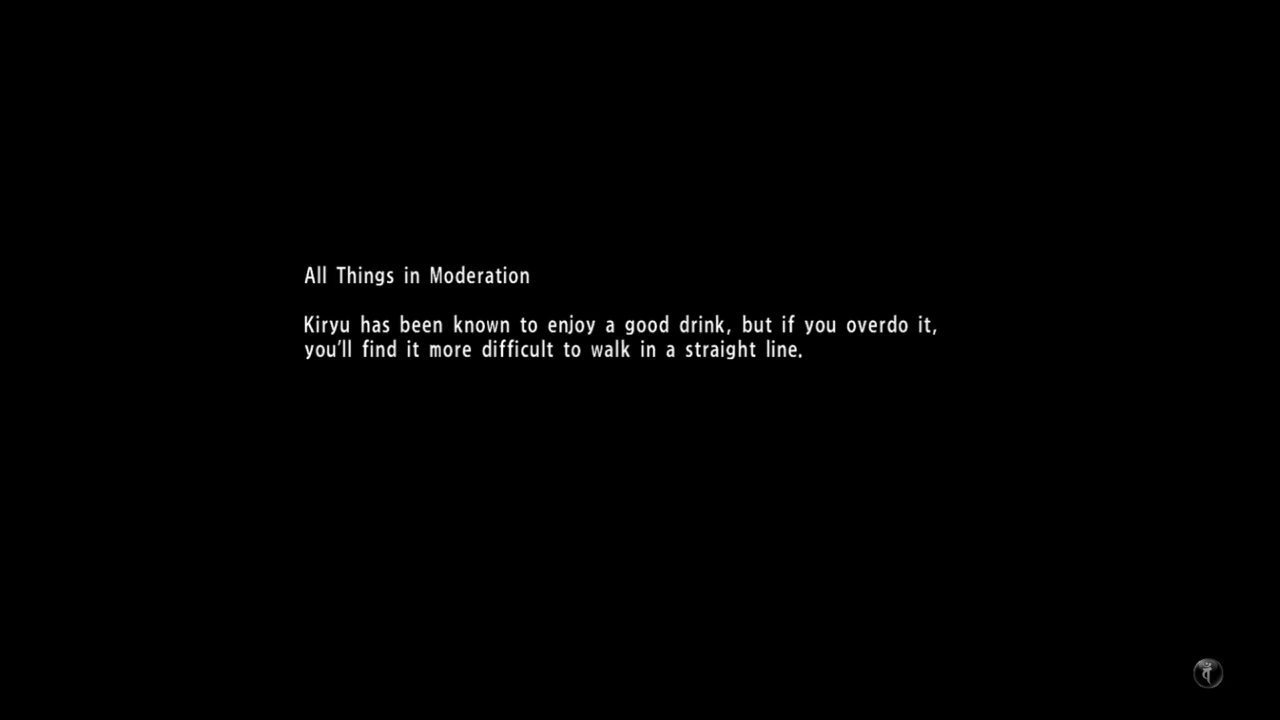 All Things in Moderation
Kiryu has been known to enjoy a good drink, but if you overdo it,
you'll find it more difficult to walk in a straight line.